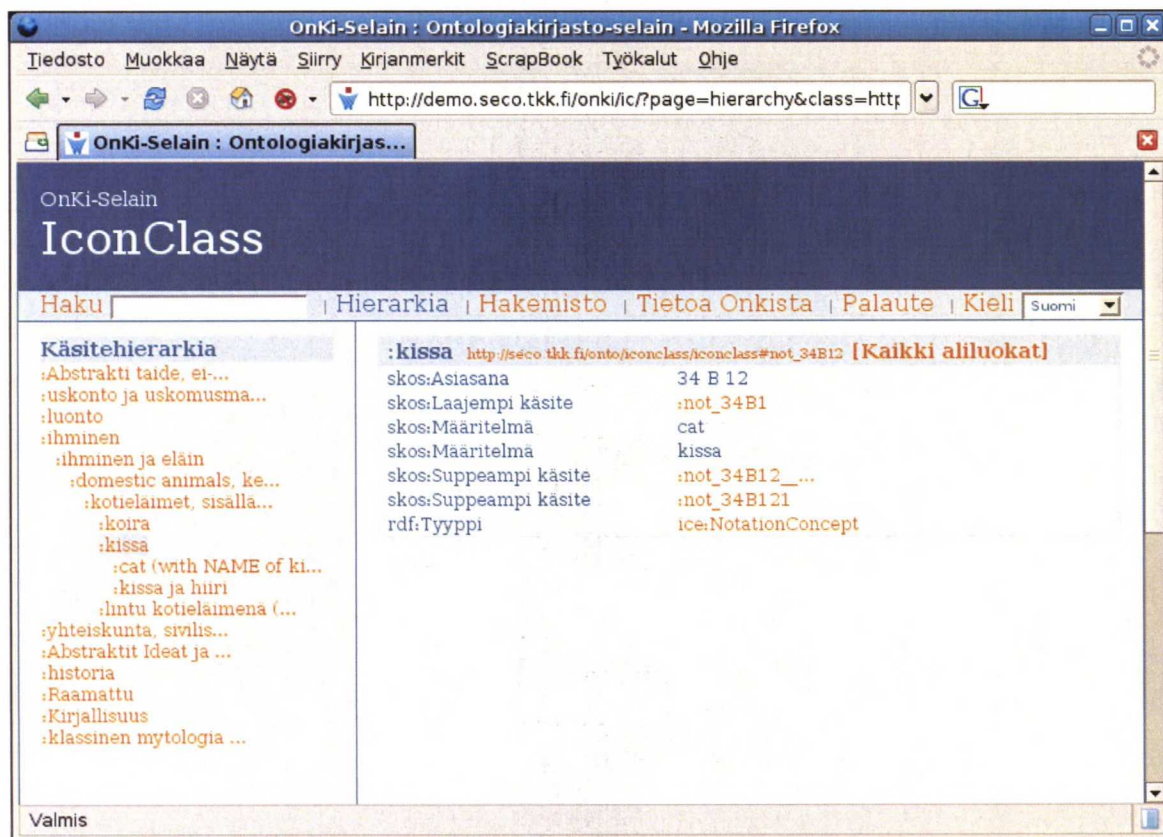 OnKi-Selain : Ontologiakirjasto-selain - Mozilla Firefox
Tiedosto Muokkaa Näytä Siirry Kirjanmerkit ScrapBook Työkalut Ohje
http://demo.seco.tkk.fi/onki/ic/?page=hierarchy&class=http
OnKi-Selain : Ontologiakirjas...
OnKi-Selain
IconClass
Haku | Hierarkia | Hakemisto | Tietoa Onkista | Palaute | Kieli Suomi
Käsitehierarkia
:Abstrakti taide, ei-...
:uskonto ja uskomusma...
:luonto
:ihminen
:ihminen ja eläin
:domestic animals, ke...
:kotieläimet, sisällä...
:koira
:kissa
:cat (with NAME of ki...
:kissa ja hiiri
:lintu kotieläimenä (...
:yhteiskunta, sivilis...
:Abstraktit Ideat ja ...
:historia
:Raamattu
:Kirjallisuus
:klassinen mytologia ...
:kissa http://seco.tkk.fi/onto/iconclass/iconclass#not_34B12 [Kaikki aliluokat]
skos:Asiasana 34 B 12
skos:Laajempi käsite :not_34B1
skos:Määritelmä cat
skos:Määritelmä kissa
skos:Suppeampi käsite :not_34B12__...
skos:Suppeampi käsite :not_34B121
rdf:Tyyppi ice:NotationConcept
Valmis